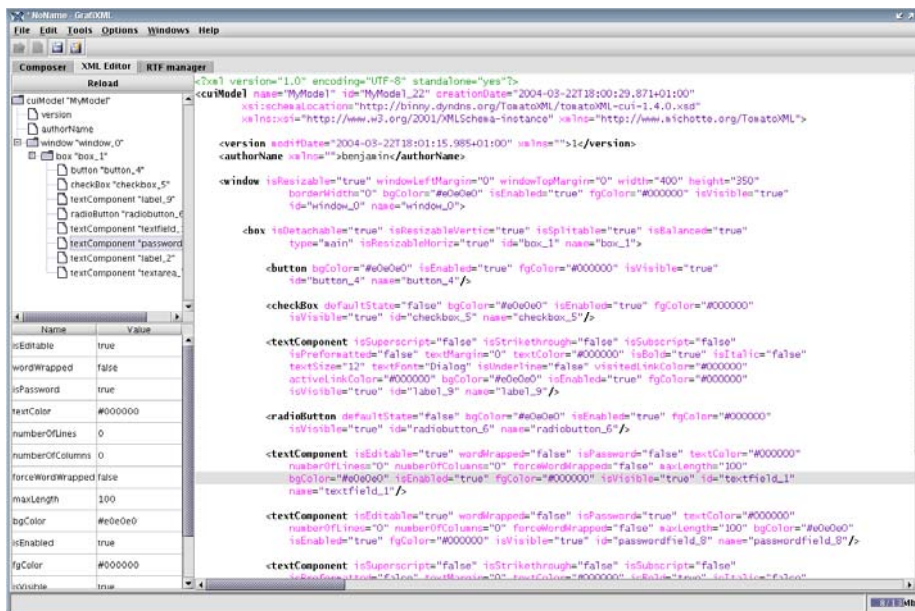 *NoName - GrafiXML
File Edit Tools Options Windows Help
Composer XML Editor RTF manager
Reload
cuiModel "MyModel"
version
authorName
window "window_0"
box "box_1"
button "button_4"
checkBox "checkbox_5"
textComponent "label_9"
radioButton "radiobutton_6
textComponent "textfield_
textComponent "password
textComponent "label_2"
textComponent "textarea_
Name Value
isEditable true
wordWrapped false
isPassword true
textColor #000000
numberOfLines 0
numberOfColumns 0
forceWordWrapped false
maxLength 100
bgColor #e0e0e0
isEnabled true
fgColor #000000
isVisible true
<?xml version="1.0" encoding="UTF-8" standalone="yes"?>
<cuiModel name="MyModel" id="MyModel_22" creationDate="2004-03-22T18:00:29.871+01:00"
xsi:schemaLocation="http://binny.dyndns.org/TomatoXML/tomatoXML-cui-1.4.0.xsd"
xmlns:xsi="http://www.w3.org/2001/XMLSchema-instance" xmlns="http://www.michotte.org/TomatoXML">
<version modifDate="2004-03-22T18:01:15.985+01:00" xmlns="">1</version>
<authorName xmlns="">benjamin</authorName>
<window isResizable="true" windowLeftMargin="0" windowTopMargin="0" width="400" height="350"
borderWidth="0" bgColor="#e0e0e0" isEnabled="true" fgColor="#000000" isVisible="true"
id="window_0" name="window_0">
<box isDetachable="true" isResizableVertic="true" isSplitable="true" isBalanced="true"
type="main" isResizableHoriz="true" id="box_1" name="box_1">
<button bgColor="#e0e0e0" isEnabled="true" fgColor="#000000" isVisible="true"
id="button_4" name="button_4"/>
<checkBox defaultState="false" bgColor="#e0e0e0" isEnabled="true" fgColor="#000000"
isVisible="true" id="checkbox_5" name="checkbox_5"/>
<textComponent isSuperscript="false" isStrikethrough="false" isSubscript="false"
isPreformatted="false" textMargin="0" textColor="#000000" isBold="true" isItalic="false"
textSize="12" textFont="Dialog" isUnderline="false" visitedLinkColor="#000000"
activeLinkColor="#000000" bgColor="#e0e0e0" isEnabled="true" fgColor="#000000"
isVisible="true" id="label_9" name="label_9"/>
<radioButton defaultState="false" bgColor="#e0e0e0" isEnabled="true" fgColor="#000000"
isVisible="true" id="radiobutton_6" name="radiobutton_6"/>
<textComponent isEditable="true" wordWrapped="false" isPassword="false" textColor="#000000"
numberOfLines="0" numberOfColumns="0" forceWordWrapped="false" maxLength="100"
bgColor="#e0e0e0" isEnabled="true" fgColor="#000000" isVisible="true" id="textfield_1"
name="textfield_1"/>
<textComponent isEditable="true" wordWrapped="false" isPassword="true" textColor="#000000"
numberOfLines="0" numberOfColumns="0" forceWordWrapped="false" maxLength="100" bgColor="#e0e0e0"
isEnabled="true" fgColor="#000000" isVisible="true" id="passwordfield_8" name="passwordfield_8"/>
<textComponent isSuperscript="false" isStrikethrough="false" isSubscript="false"
isPreformatted="false" textMargin="0" textColor="#000000" isBold="true" isItalic="false"